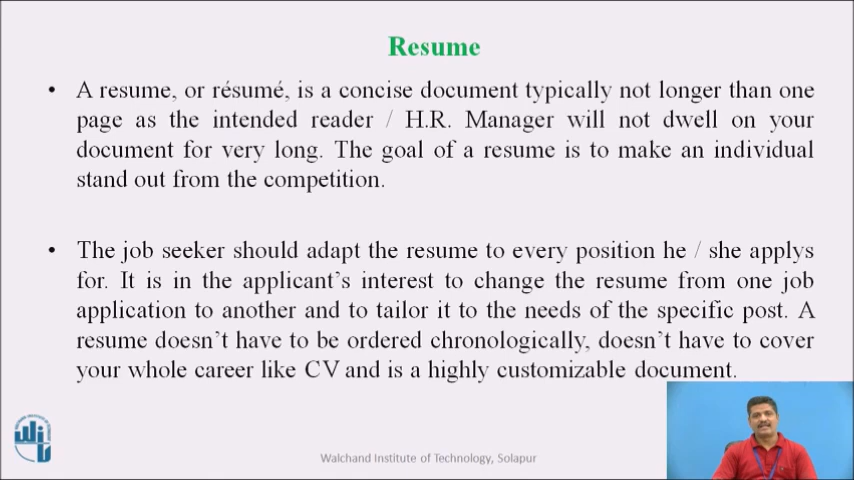 Resume
• A resume, or résumé, is a concise document typically not longer than one
page as the intended reader / H.R. Manager will not dwell on your
document for very long. The goal of a resume is to make an individual
stand out from the competition.
• The job seeker should adapt the resume to every position he / she applys
for. It is in the applicant's interest to change the resume from one job
application to another and to tailor it to the needs of the specific post. A
resume doesn't have to be ordered chronologically, doesn't have to cover
your whole career like CV and is a highly customizable document.
Walchand Institute of Technology, Solapur